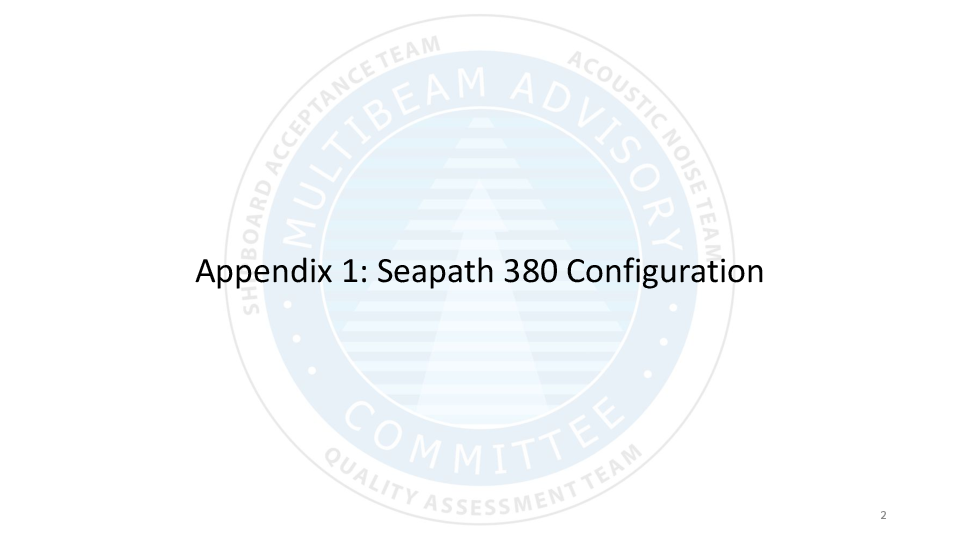 SHIPBOARD ACCEPTANCE TEAM
ACOUSTIC NOISE TEAM
MULTIBEAM ADVISORY
Appendix 1: Seapath 380 Configuration
COMMITTEE
QUALITY ASSESSMENT TEAM
2